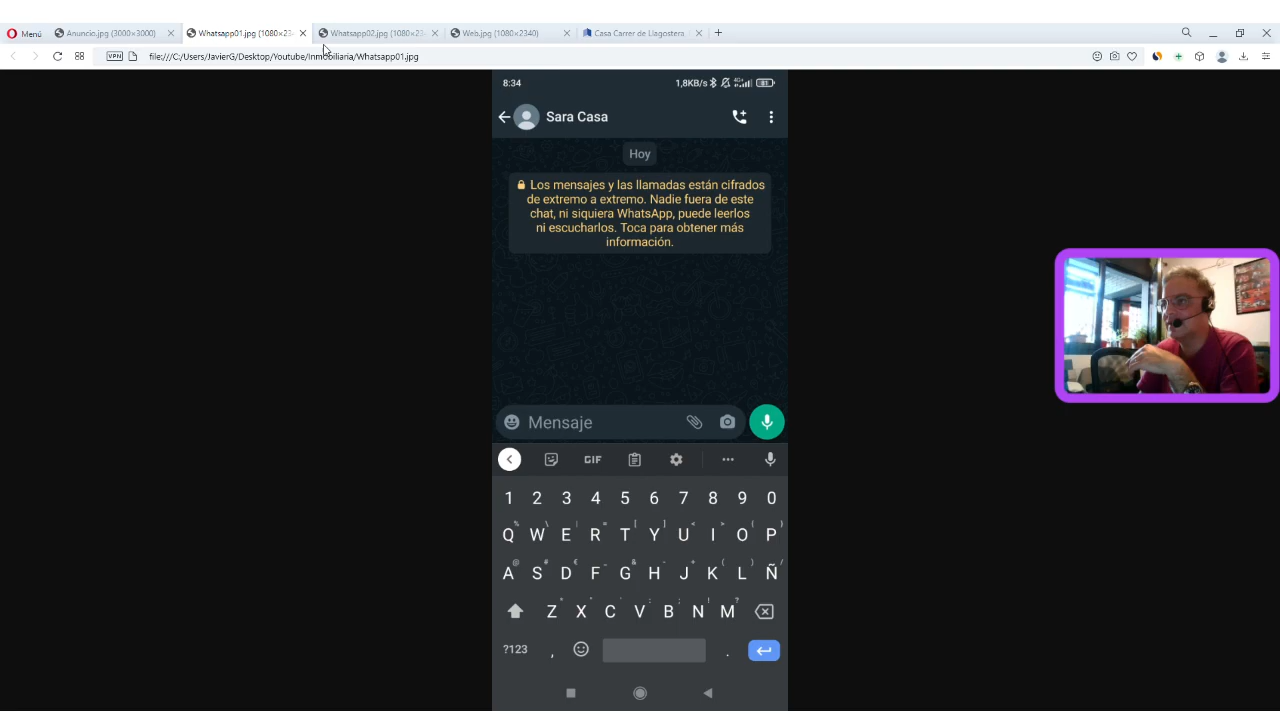 Menú
Anuncio.jpg (3000×3000)
Whatsapp01.jpg (1080×23
Whatsapp02.jpg (1080×23
Web.jpg (1080×2340)
Casa Carrer de Llagostera
VPN
file:///C:/Users/JavierG/Desktop/Youtube/Inmobiliaria/Whatsapp01.jpg
8:34
1,8KB/s
4G+
81
Sara Casa
Hoy
Los mensajes y las llamadas están cifrados
de extremo a extremo. Nadie fuera de este
chat, ni siquiera WhatsApp, puede leerlos
ni escucharlos. Toca para obtener más
información.
Mensaje
GIF
1 2 3 4 5 6 7 8 9 0
Q W E R T Y U I O P
A S D F G H J K L Ñ
Z X C V B N M
?123 , .